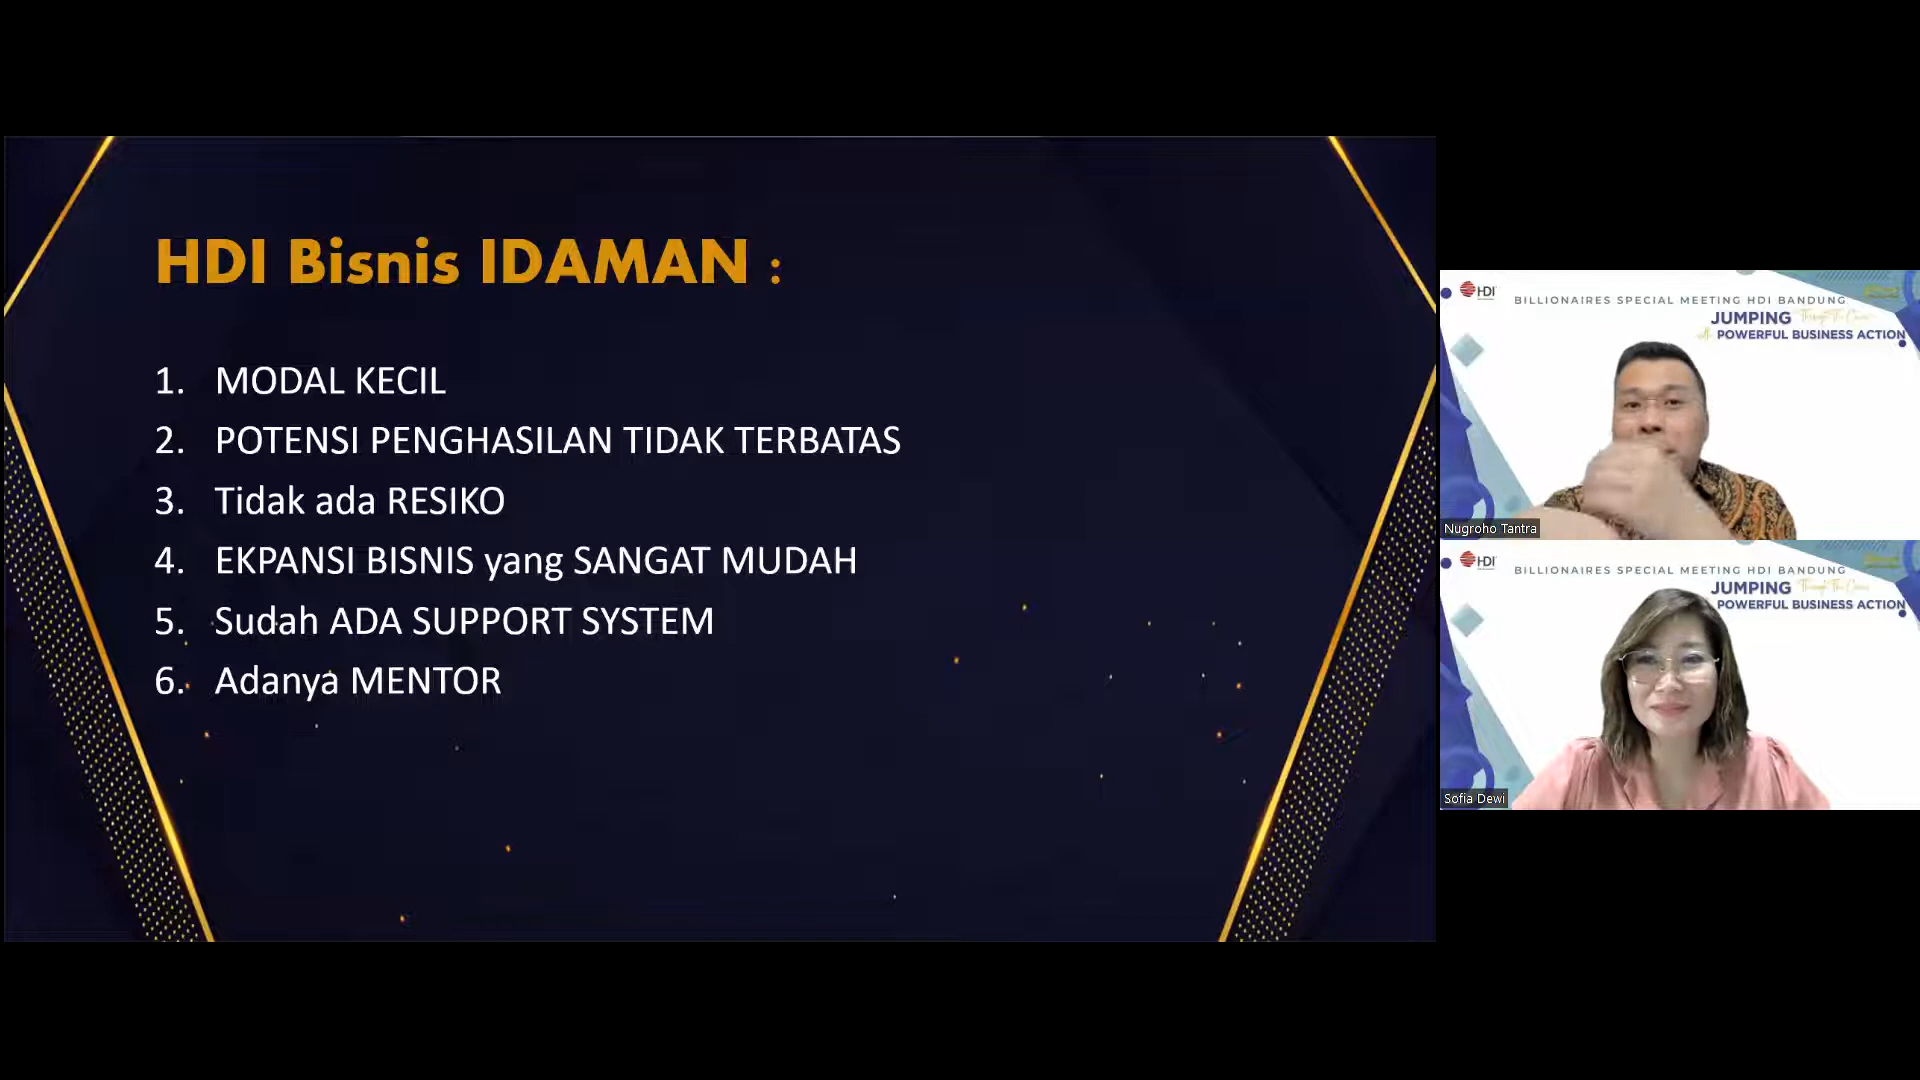 HDI Bisnis IDAMAN :
1. MODAL KECIL
2. POTENSI PENGHASILAN TIDAK TERBATAS
3. Tidak ada RESIKO
4. EKPANSI BISNIS yang SANGAT MUDAH
5. Sudah ADA SUPPORT SYSTEM
6. Adanya MENTOR
HDI
BILLIONAIRES SPECIAL MEETING HDI BANDUNG
JUMPING
POWERFUL BUSINESS ACTION
Nugroho Tantra
HDI
BILLIONAIRES SPECIAL MEETING HDI BANDUNG
JUMPING
POWERFUL BUSINESS ACTION
Sofia Dewi